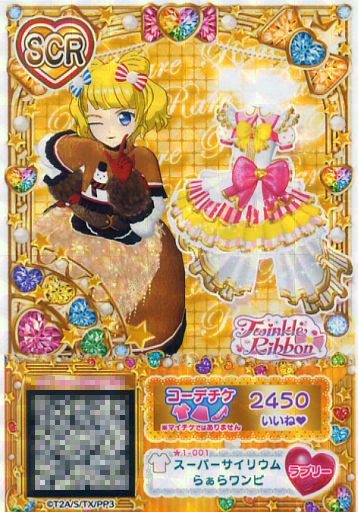 SCR
Rare
Twinkle
Ribbon
コーデチケ
※マイチケではありません
2450
いいね♥
★1-001
スーパーサイリウム
らぁらワンピ
ラブリー
©T2A/S/TX/PP3